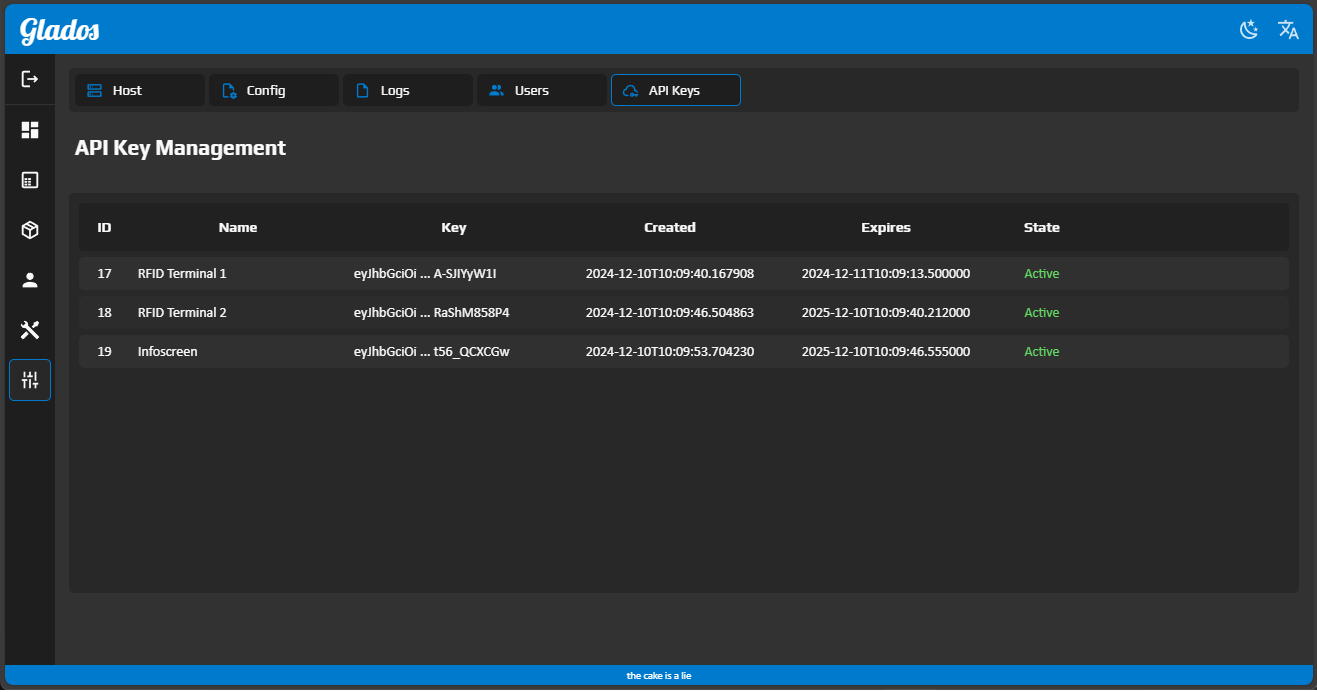 Glados
Host Config Logs Users API Keys
API Key Management
ID Name Key Created Expires State
17 RFID Terminal 1 eyJhbGciOi ... A-SJIYyW1I 2024-12-10T10:09:40.167908 2024-12-11T10:09:13.500000 Active
18 RFID Terminal 2 eyJhbGciOi ... RaShM858P4 2024-12-10T10:09:46.504863 2025-12-10T10:09:40.212000 Active
19 Infoscreen eyJhbGciOi ... t56_QCXCGw 2024-12-10T10:09:53.704230 2025-12-10T10:09:46.555000 Active
the cake is a lie